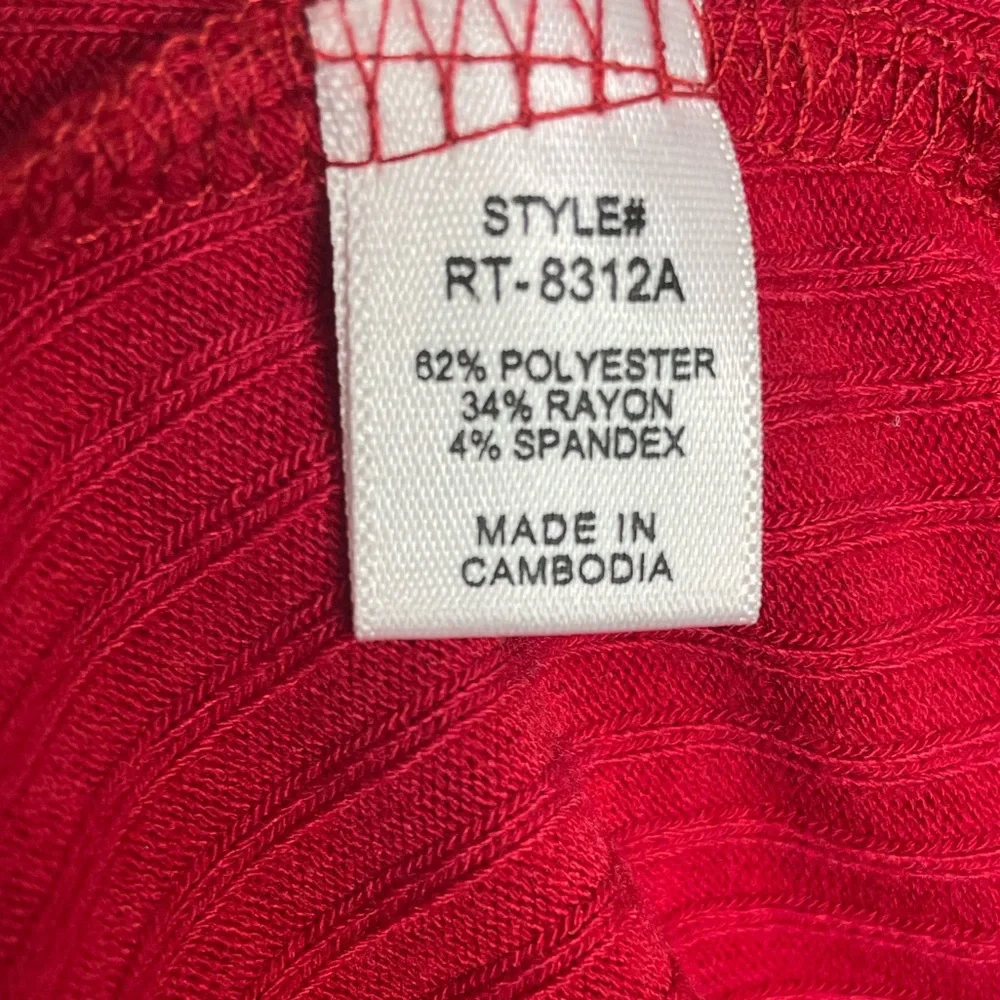 STYLE#
RT-8312A
62% POLYESTER
34% RAYON
4% SPANDEX
MADE IN
CAMBODIA